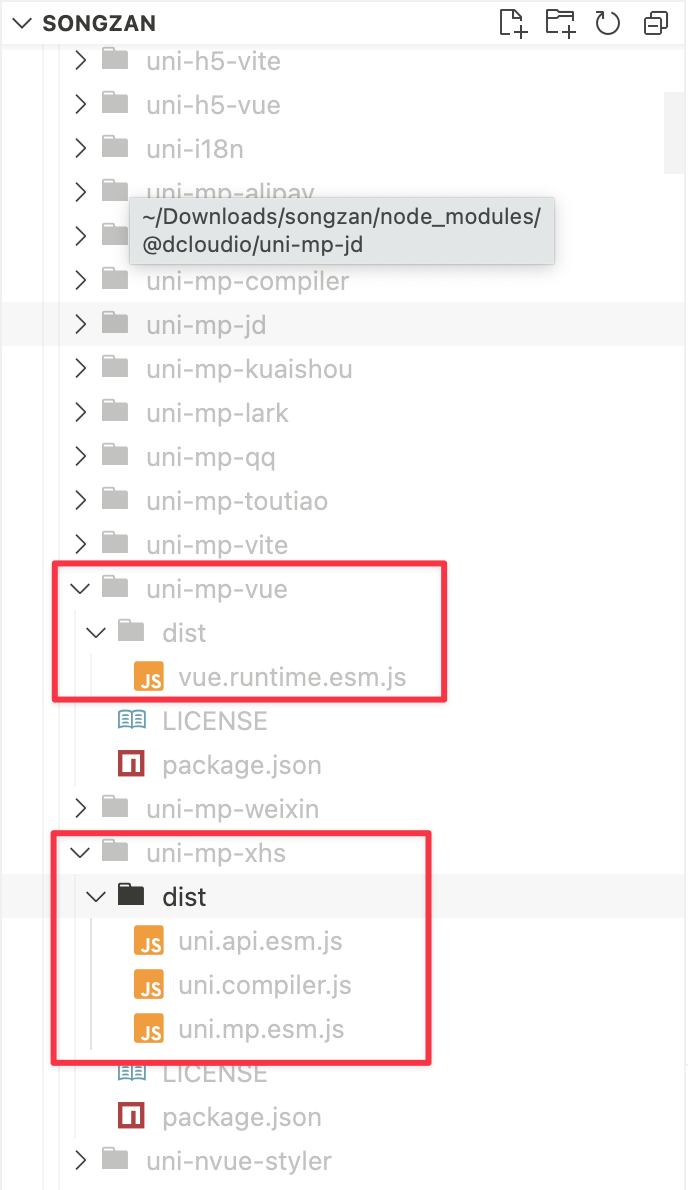 SONGZAN
uni-h5-vite
uni-h5-vue
uni-i18n
uni-mp-alipay
~/Downloads/songzan/node_modules/
@dcloudio/uni-mp-jd
uni-mp-compiler
uni-mp-jd
uni-mp-kuaishou
uni-mp-lark
uni-mp-qq
uni-mp-toutiao
uni-mp-vite
uni-mp-vue
dist
JS vue.runtime.esm.js
LICENSE
package.json
uni-mp-weixin
uni-mp-xhs
dist
JS uni.api.esm.js
JS uni.compiler.js
JS uni.mp.esm.js
LICENSE
package.json
uni-nvue-styler